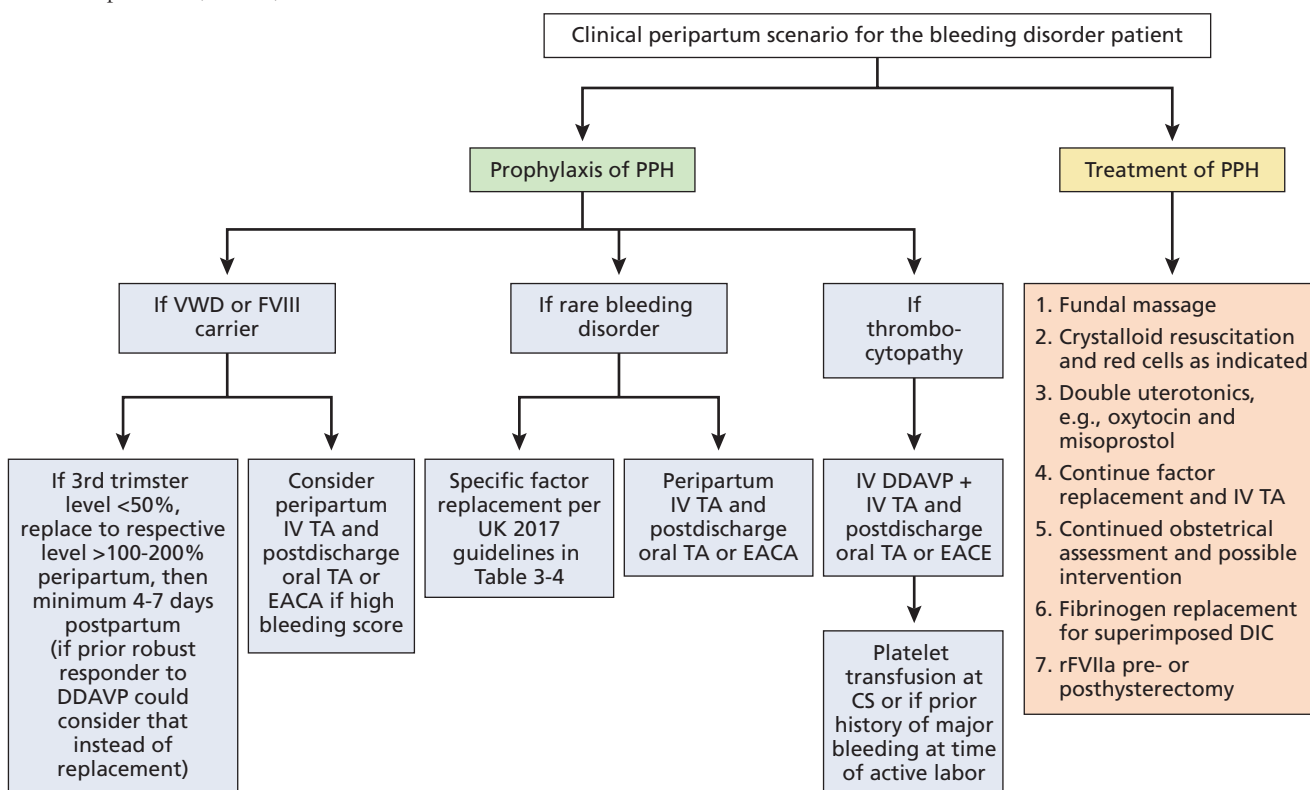 Clinical peripartum scenario for the bleeding disorder patient
Prophylaxis of PPH
Treatment of PPH
If VWD or FVIII
carrier
If rare bleeding
disorder
If
thrombo-
cytopathy
If 3rd trimster
level <50%,
replace to respective
level >100-200%
peripartum, then
minimum 4-7 days
postpartum
(if prior robust
responder to
DDAVP could
consider that
instead of
replacement)
Consider
peripartum
IV TA and
postdischarge
oral TA or
EACA if high
bleeding score
Specific factor
replacement per
UK 2017
guidelines in
Table 3-4
Peripartum
IV TA and
postdischarge
oral TA or EACA
IV DDAVP +
IV TA and
postdischarge
oral TA or EACE
Platelet
transfusion at
CS or if prior
history of major
bleeding at time
of active labor
1. Fundal massage
2. Crystalloid resuscitation
and red cells as indicated
3. Double uterotonics,
e.g., oxytocin and
misoprostol
4. Continue factor
replacement and IV TA
5. Continued obstetrical
assessment and possible
intervention
6. Fibrinogen replacement
for superimposed DIC
7. rFVIIa pre- or
posthysterectomy